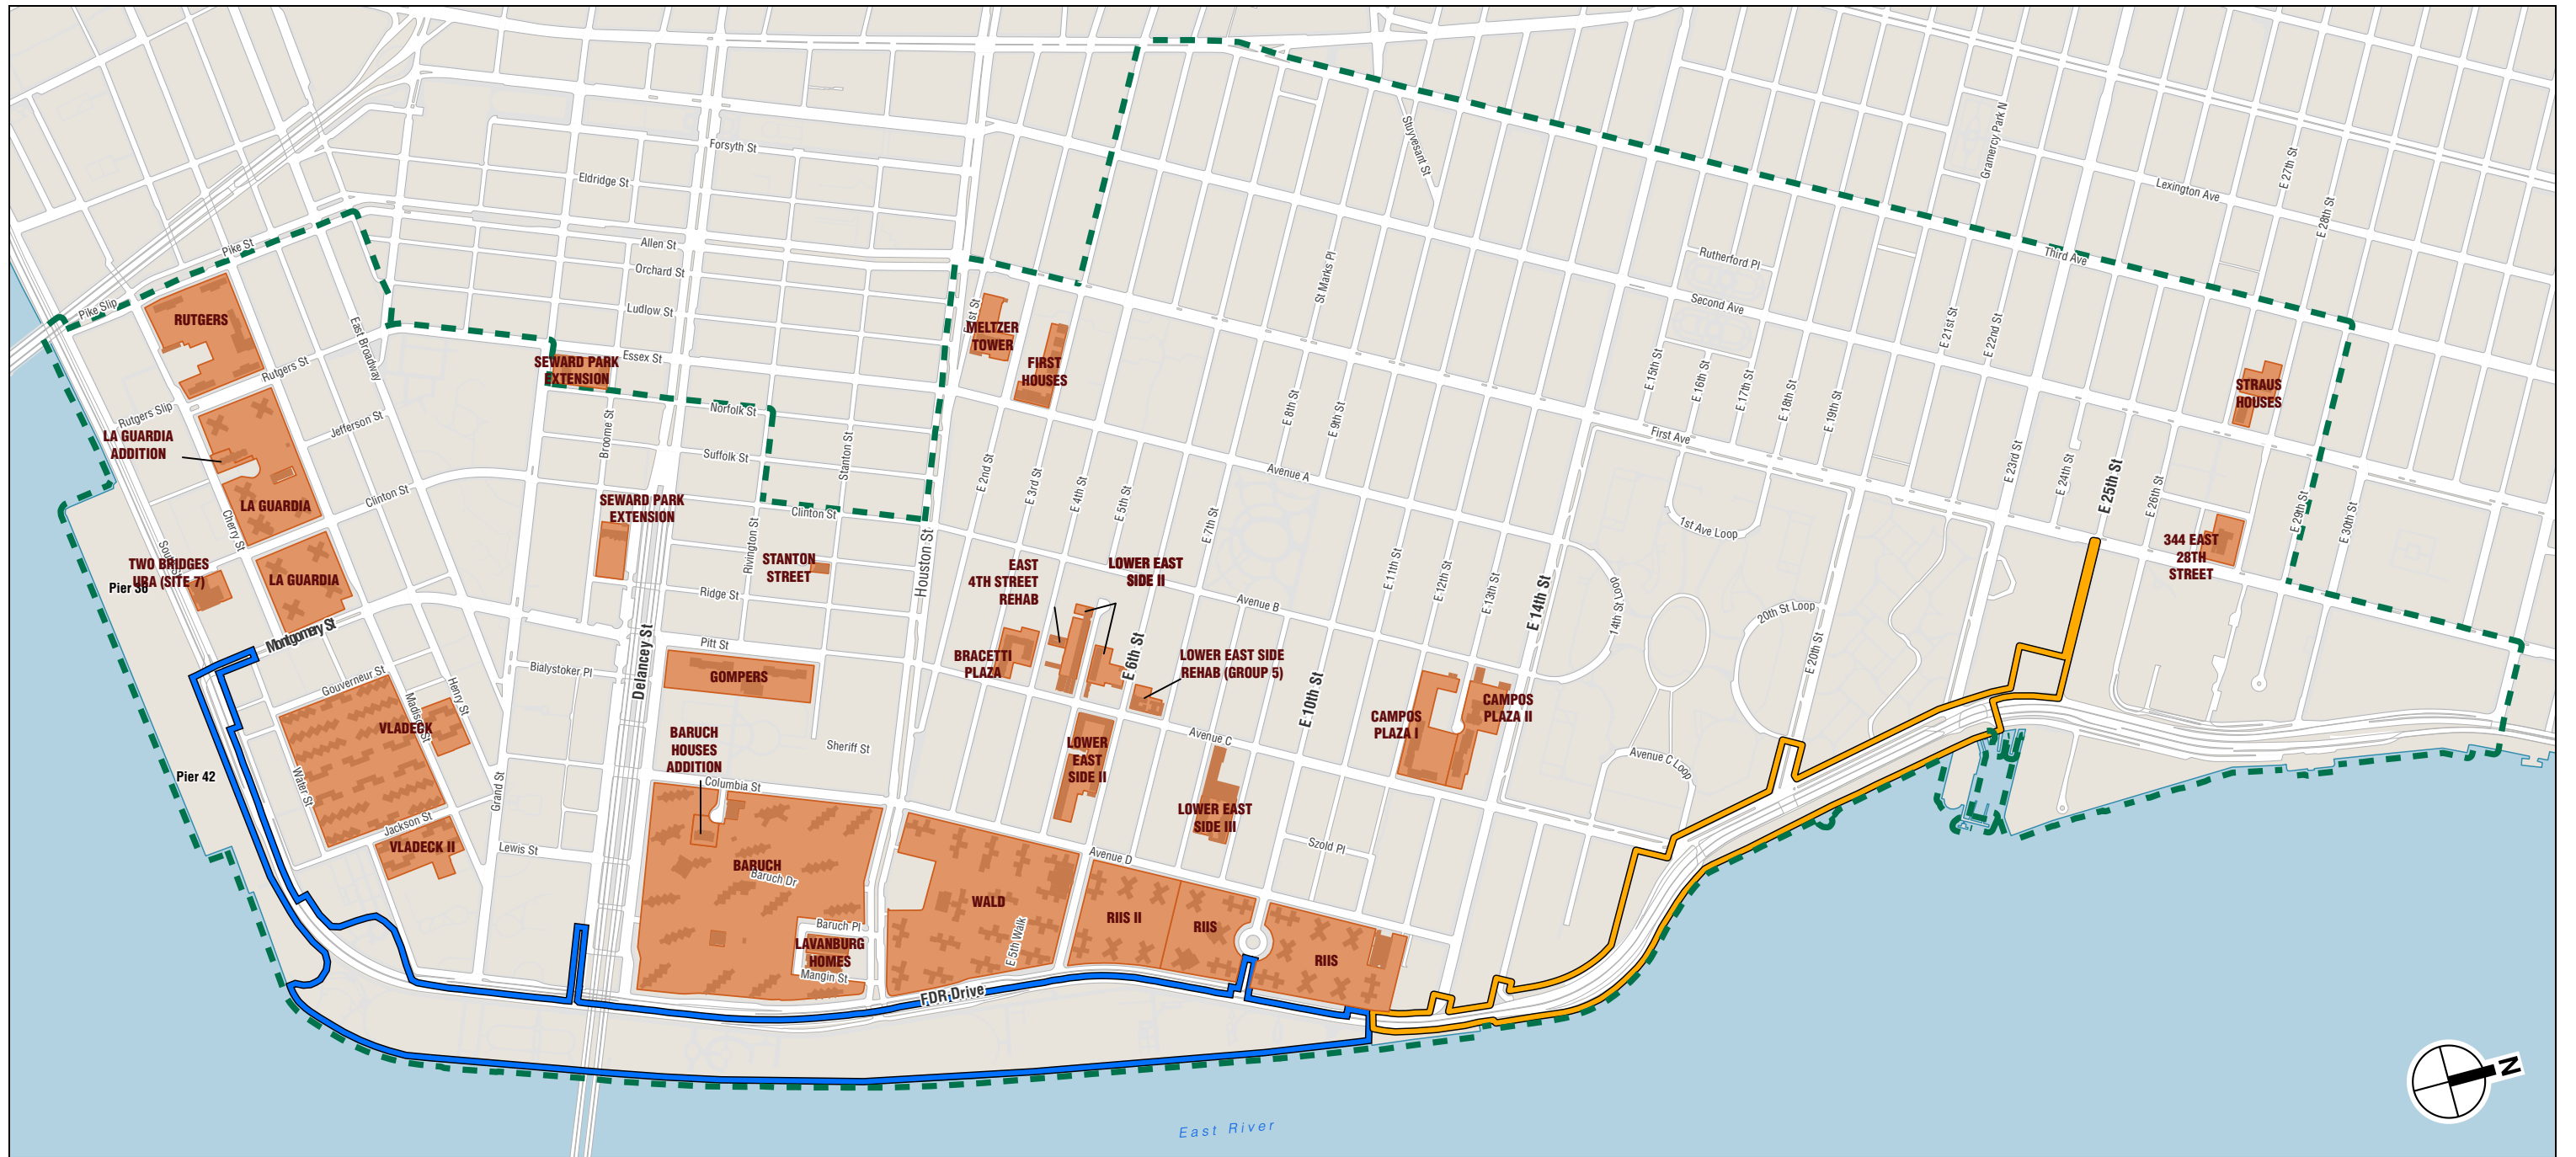 Forsyth St
Eldridge St
Allen St
Orchard St
Ludlow St
Essex St
Norfolk St
Suffolk St
Clinton St
Ridge St
Pitt St
Bialystoker Pl
Sheriff St
Columbia St
Lewis St
Baruch Dr
Baruch Pl
Mangin St
FDR Drive
Pike St
Pike Slip
RUTGERS
Rutgers St
Rutgers Slip
East Broadway
Jefferson St
Clinton St
Cherry St
LA GUARDIA
ADDITION
LA GUARDIA
LA GUARDIA
TWO BRIDGES
URA (SITE 7)
Pier 36
Montgomery St
Gouverneur St
Pier 42
Water St
Madison St
Henry St
VLADECK
Jackson St
VLADECK II
Grand St
SEWARD PARK
EXTENSION
Broome St
SEWARD PARK
EXTENSION
Delancey St
Rivington St
Stanton St
STANTON
STREET
GOMPERS
BARUCH
HOUSES
ADDITION
BARUCH
LAVANBURG
HOMES
Houston St
MELTZER
TOWER
FIRST
HOUSES
E 2nd St
E 3rd St
E 4th St
E 5th St
E 6th St
E 7th St
E 8th St
E 9th St
E 10th St
E 11th St
E 12th St
E 13th St
E 14th St
St Marks Pl
Stuyvesant St
EAST
4TH STREET
REHAB
LOWER EAST
SIDE II
BRACETTI
PLAZA
LOWER EAST SIDE
REHAB (GROUP 5)
LOWER
EAST
SIDE II
LOWER EAST
SIDE III
CAMPOS
PLAZA I
CAMPOS
PLAZA II
WALD
E 5th Walk
RIIS II
RIIS
RIIS
Szold Pl
Avenue A
Avenue B
Avenue C
Avenue D
14th St Loop
1st Ave Loop
20th St Loop
Avenue C Loop
E 20th St
First Ave
Second Ave
Third Ave
Lexington Ave
Rutherford Pl
Gramercy Park N
E 15th St
E 16th St
E 17th St
E 18th St
E 19th St
E 21st St
E 22nd St
E 23rd St
E 24th St
E 25th St
E 26th St
E 27th St
E 28th St
E 29th St
E 30th St
STRAUS
HOUSES
344 EAST
28TH
STREET
East River
N